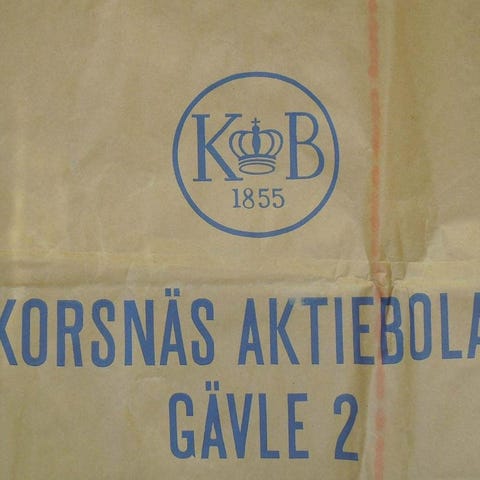 K B
1855
KORSNÄS AKTIEBOLA
GÄVLE 2